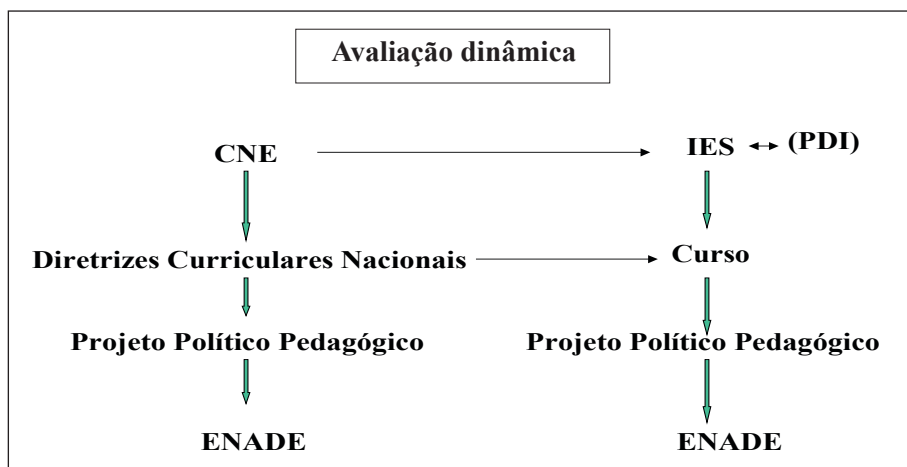 Avaliação dinâmica
CNE IES (PDI)
Diretrizes Curriculares Nacionais Curso
Projeto Político Pedagógico Projeto Político Pedagógico
ENADE ENADE